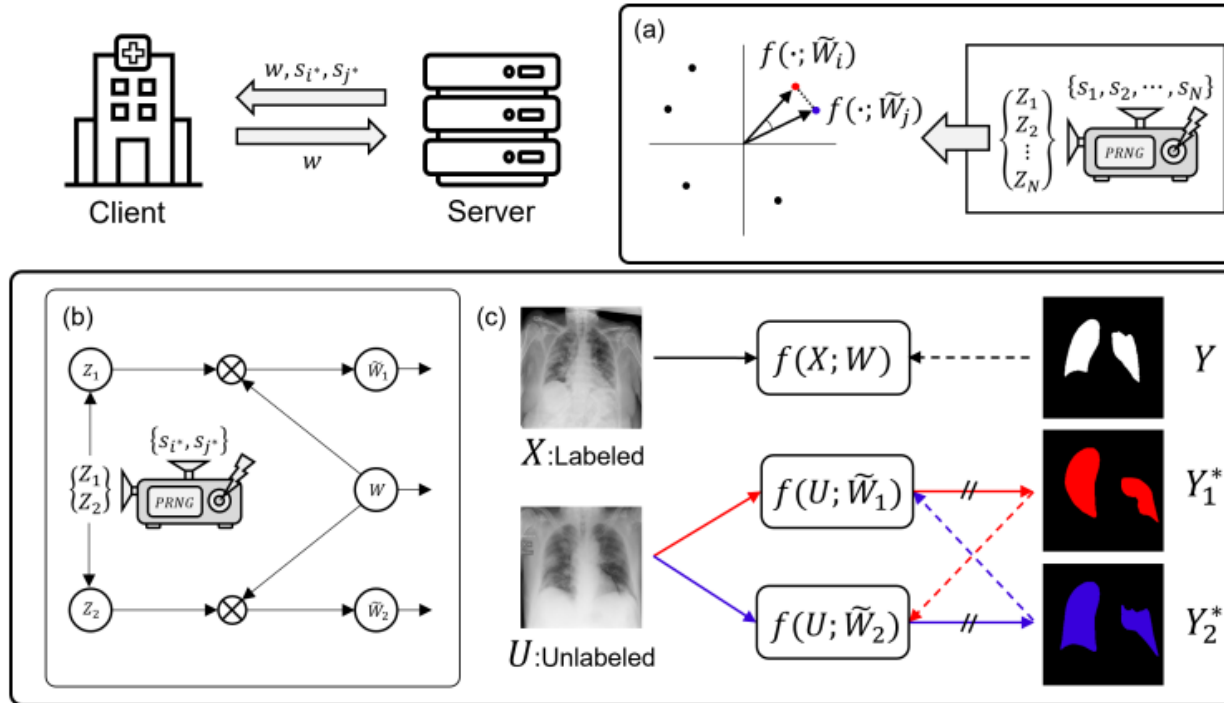 w, s_{i*}, s_{j*}
w
Client
Server
(a)
f(·; W̃_i)
f(·; W̃_j)
{s_1, s_2, ···, s_N}
Z_1
Z_2
⋮
Z_N
PRNG
(b)
Z_1
W̃_1
{s_{i*}, s_{j*}}
Z_1
Z_2
PRNG
W
Z_2
W̃_2
(c)
X:Labeled
f(X; W)
Y
U:Unlabeled
f(U; W̃_1)
//
Y_1^*
f(U; W̃_2)
//
Y_2^*